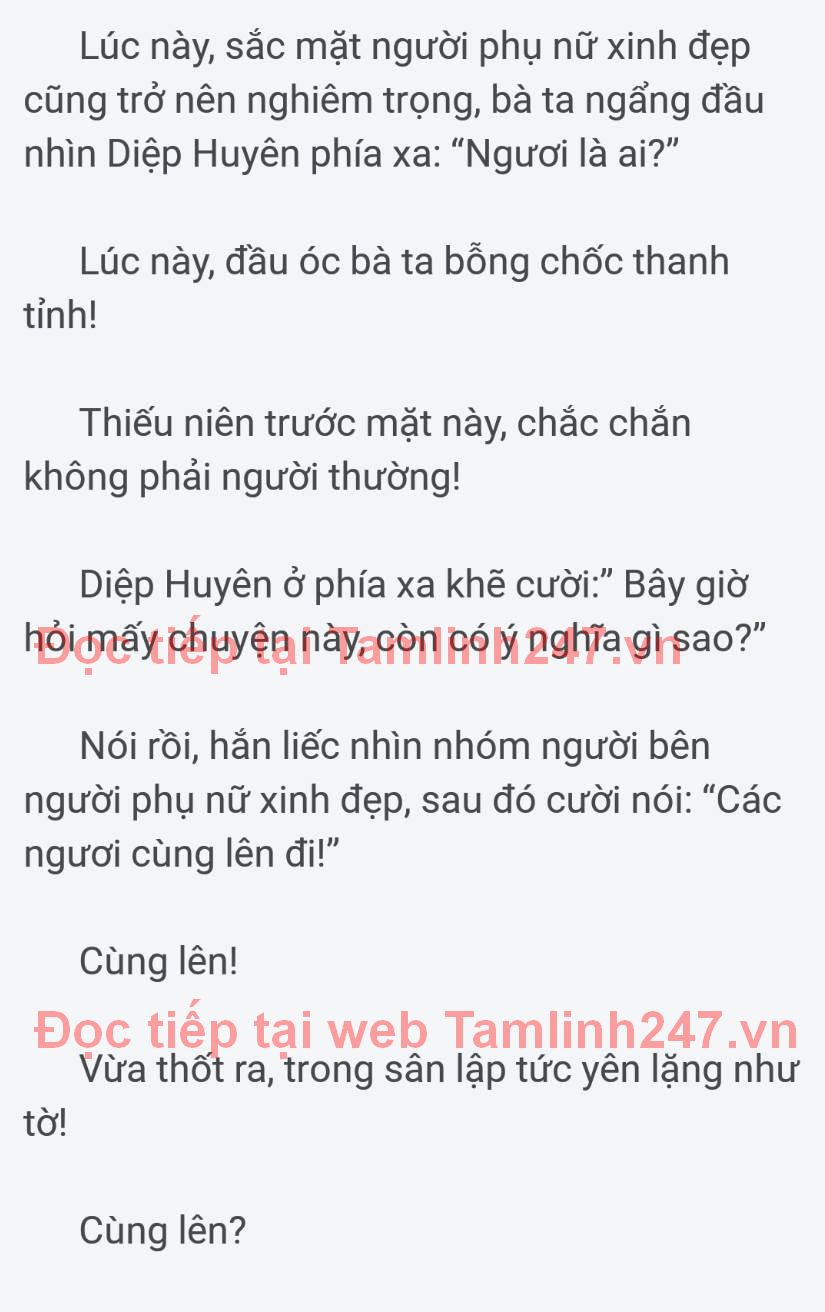 Lúc này, sắc mặt người phụ nữ xinh đẹp
cũng trở nên nghiêm trọng, bà ta ngẩng đầu
nhìn Diệp Huyên phía xa: “Ngươi là ai?”
Lúc này, đầu óc bà ta bỗng chốc thanh
tỉnh!
Thiếu niên trước mặt này, chắc chắn
không phải người thường!
Diệp Huyên ở phía xa khẽ cười:” Bây giờ
hỏi mấy chuyện này, còn có ý nghĩa gì sao?”
Đọc tiếp tại Tamlinh247.vn
Nói rồi, hắn liếc nhìn nhóm người bên
người phụ nữ xinh đẹp, sau đó cười nói: “Các
ngươi cùng lên đi!”
Cùng lên!
Đọc tiếp tại web Tamlinh247.vn
Vừa thốt ra, trong sân lập tức yên lặng như
tờ!
Cùng lên?